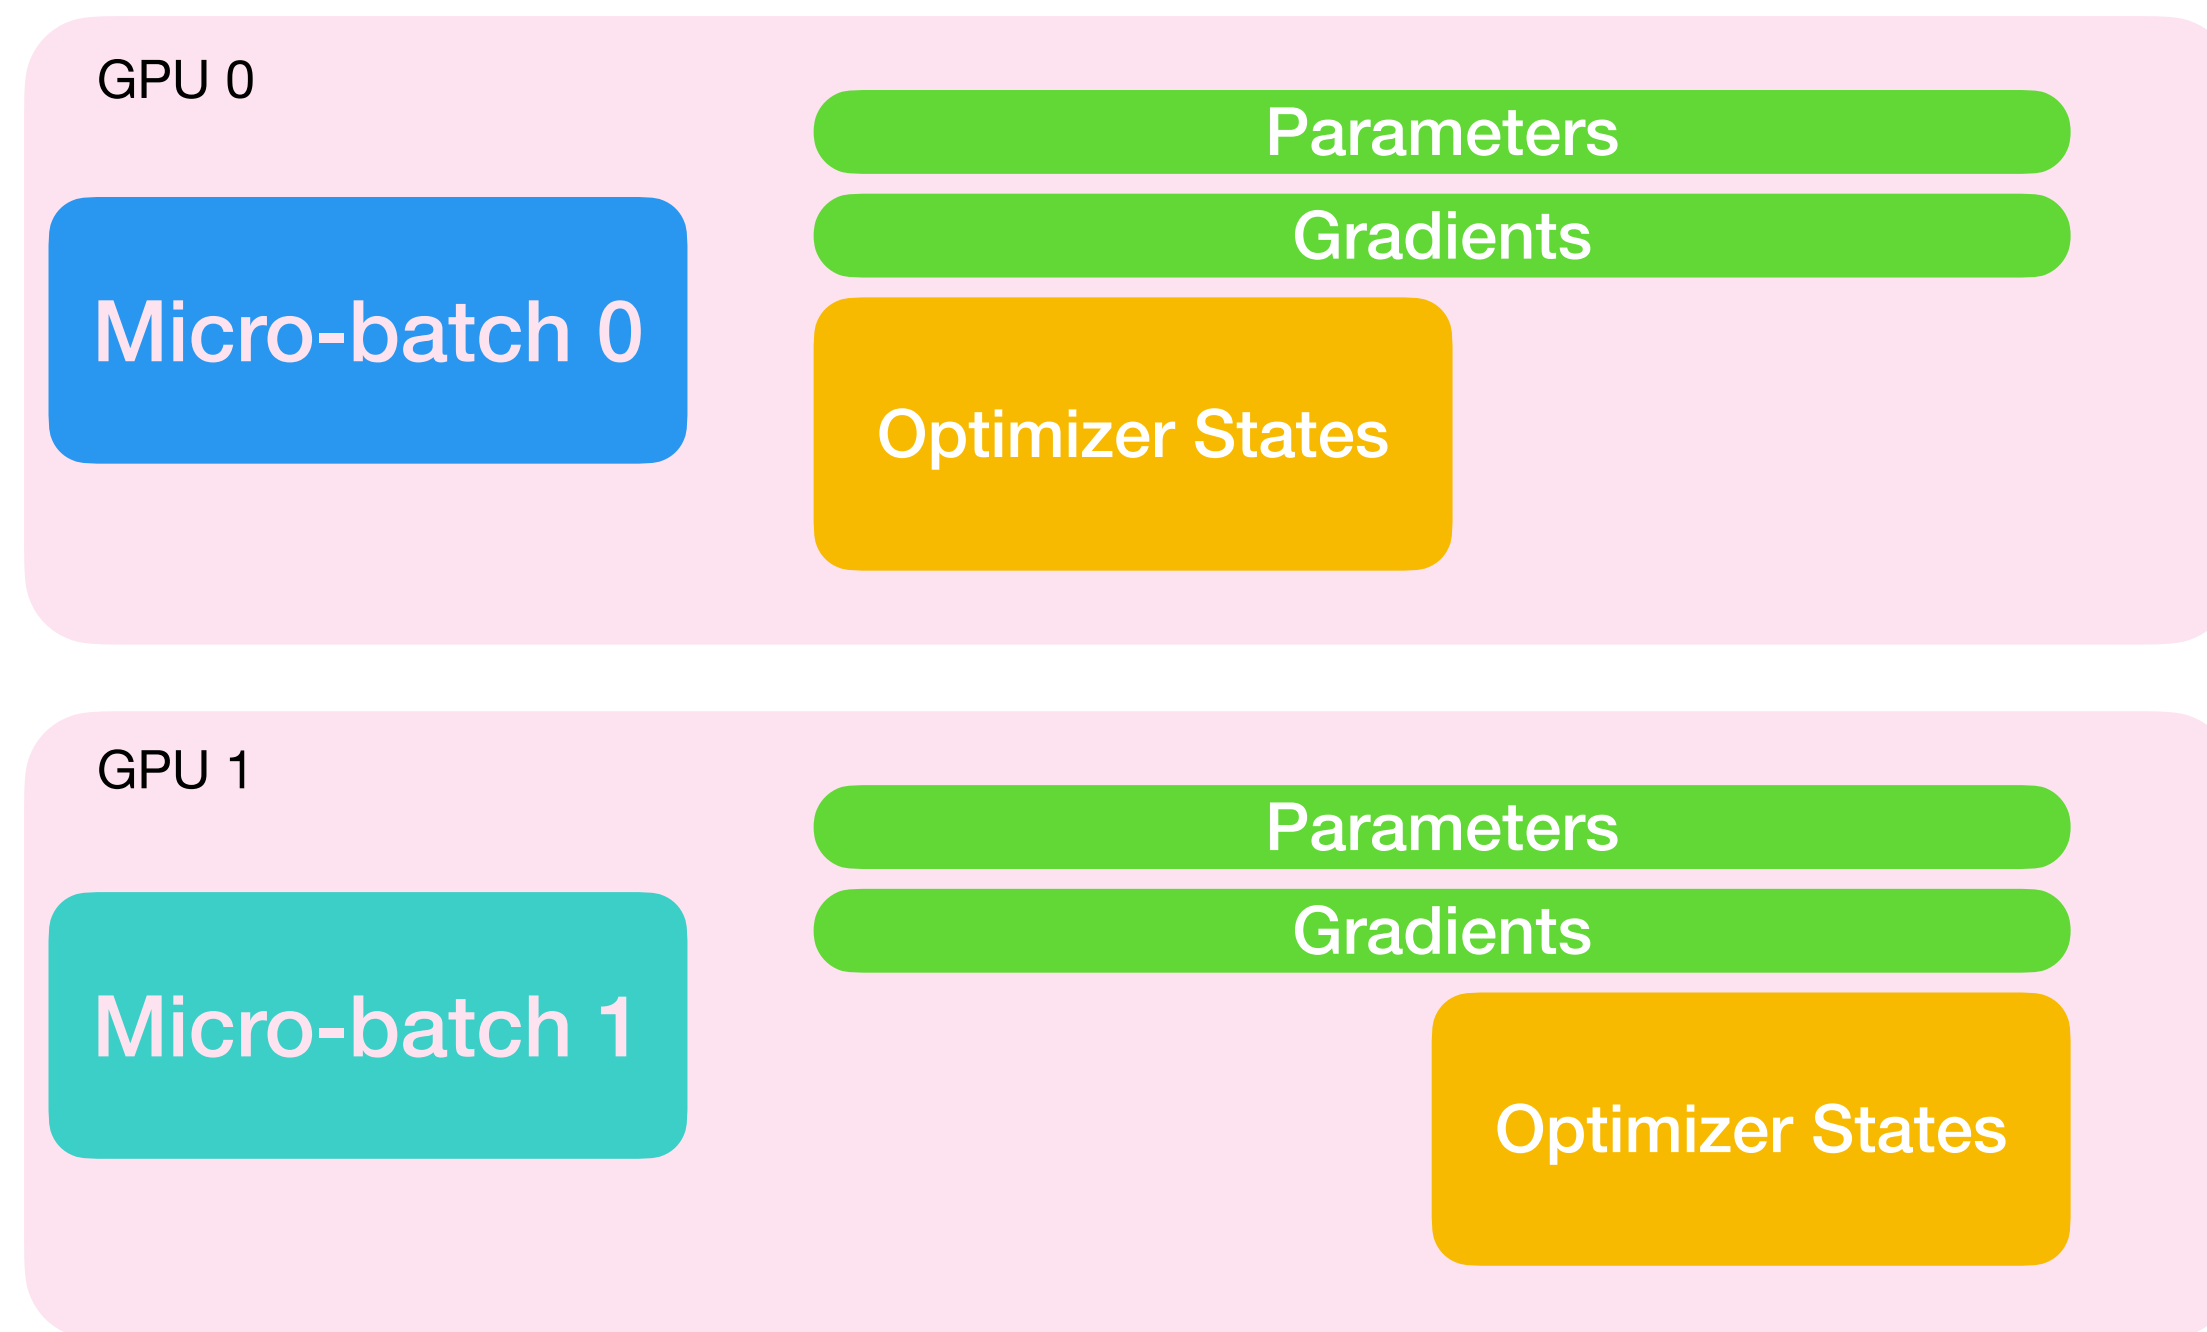 GPU 0
Parameters
Gradients
Micro-batch 0
Optimizer States
GPU 1
Parameters
Gradients
Micro-batch 1
Optimizer States